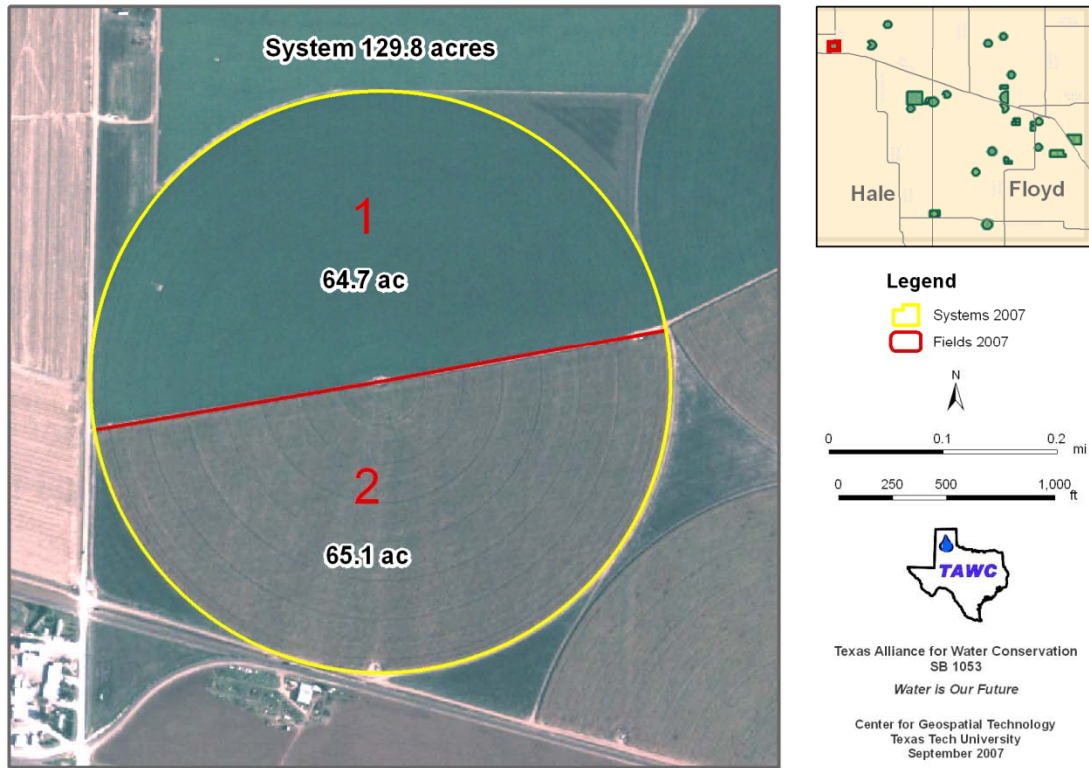 System 129.8 acres
1
64.7 ac
2
65.1 ac
Hale
Floyd
Legend
Systems 2007
Fields 2007
N
0 0.1 0.2
mi
0 250 500 1,000
ft
TAWC
Texas Alliance for Water Conservation
SB 1053
Water is Our Future
Center for Geospatial Technology
Texas Tech University
September 2007